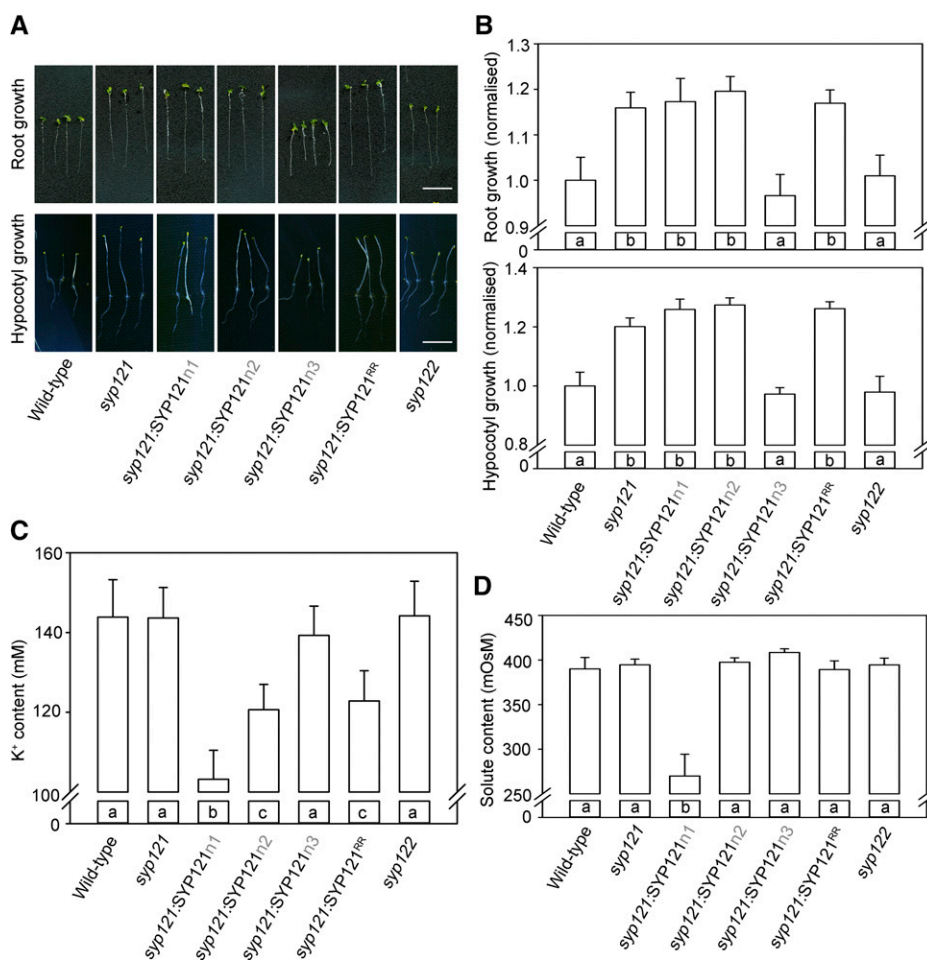 A
Root growth
Hypocotyl growth
Wild-type
syp121
syp121:SYP121n1
syp121:SYP121n2
syp121:SYP121n3
syp121:SYP121RR
syp122
B
Root growth (normalised)
1.3
1.2
1.1
1.0
0.9
0
a b b b a b a
Hypocotyl growth (normalised)
1.4
1.2
1.0
0.8
0
a b b b a b a
Wild-type
syp121
syp121:SYP121n1
syp121:SYP121n2
syp121:SYP121n3
syp121:SYP121RR
syp122
C
K+ content (mM)
160
140
120
100
0
a a b c a c a
Wild-type
syp121
syp121:SYP121n1
syp121:SYP121n2
syp121:SYP121n3
syp121:SYP121RR
syp122
D
Solute content (mOsM)
450
400
350
300
250
0
a a b a a a a
Wild-type
syp121
syp121:SYP121n1
syp121:SYP121n2
syp121:SYP121n3
syp121:SYP121RR
syp122